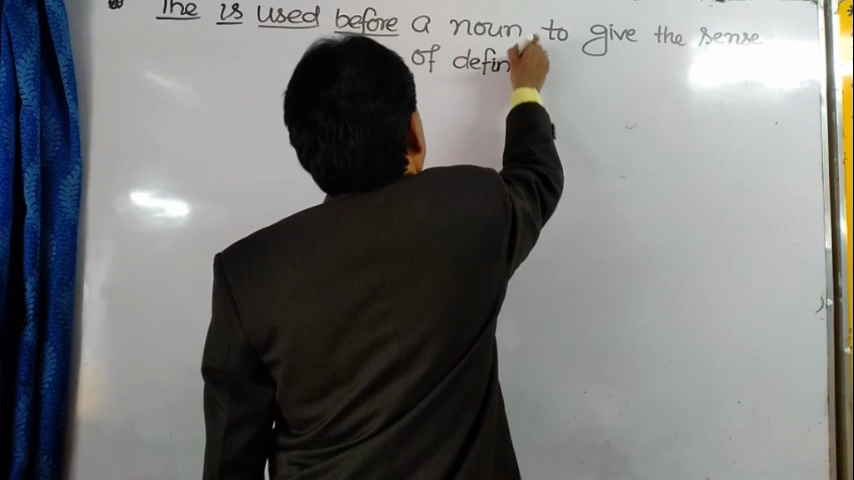 The is used before a noun to give the sense
of defin